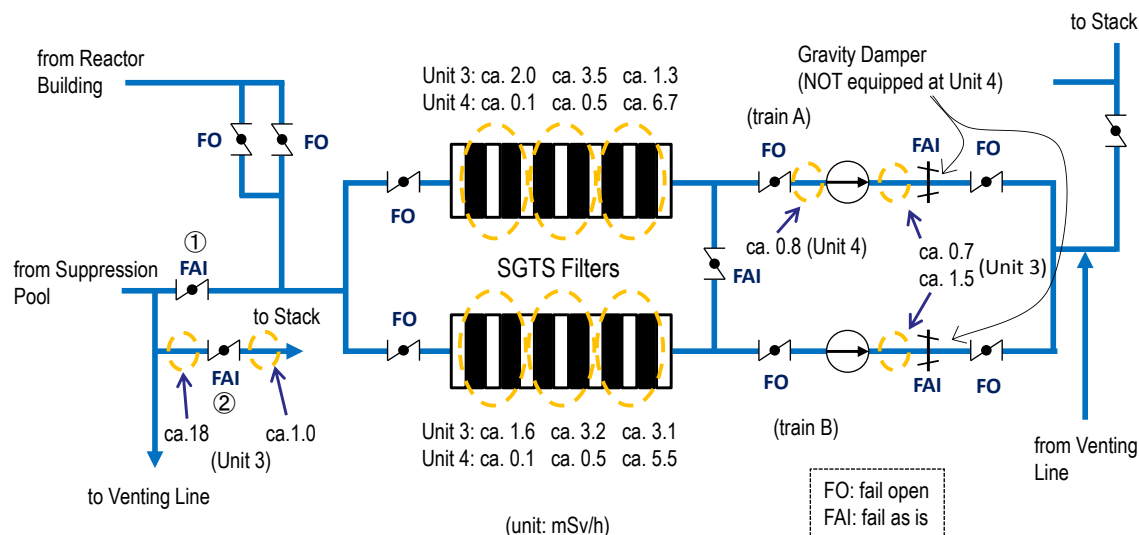 to Stack
from Reactor
Building
Unit 3: ca. 2.0 ca. 3.5 ca. 1.3
Unit 4: ca. 0.1 ca. 0.5 ca. 6.7
Gravity Damper
(NOT equipped at Unit 4)
(train A)
FO
FO
FO
FAI
FO
FO
①
FAI
from Suppression
Pool
ca. 0.8 (Unit 4)
ca. 0.7
ca. 1.5
(Unit 3)
SGTS Filters
FAI
to Stack
FO
FAI
②
FO
FAI
FO
ca.18
ca.1.0
(Unit 3)
Unit 3: ca. 1.6 ca. 3.2 ca. 3.1
Unit 4: ca. 0.1 ca. 0.5 ca. 5.5
(train B)
from Venting
Line
to Venting Line
(unit: mSv/h)
FO: fail open
FAI: fail as is